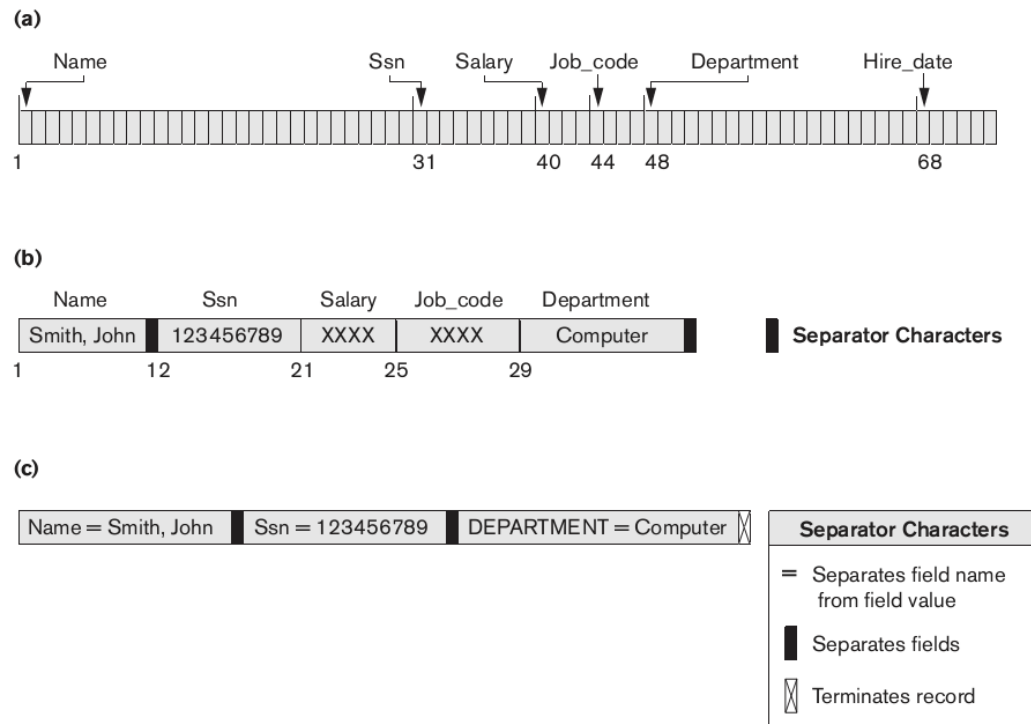 (a)
Name Ssn Salary Job_code Department Hire_date
1 31 40 44 48 68
(b)
Name Ssn Salary Job_code Department
Smith, John 123456789 XXXX XXXX Computer Separator Characters
1 12 21 25 29
(c)
Name = Smith, John Ssn = 123456789 DEPARTMENT = Computer
Separator Characters
= Separates field name
from field value
Separates fields
Terminates record